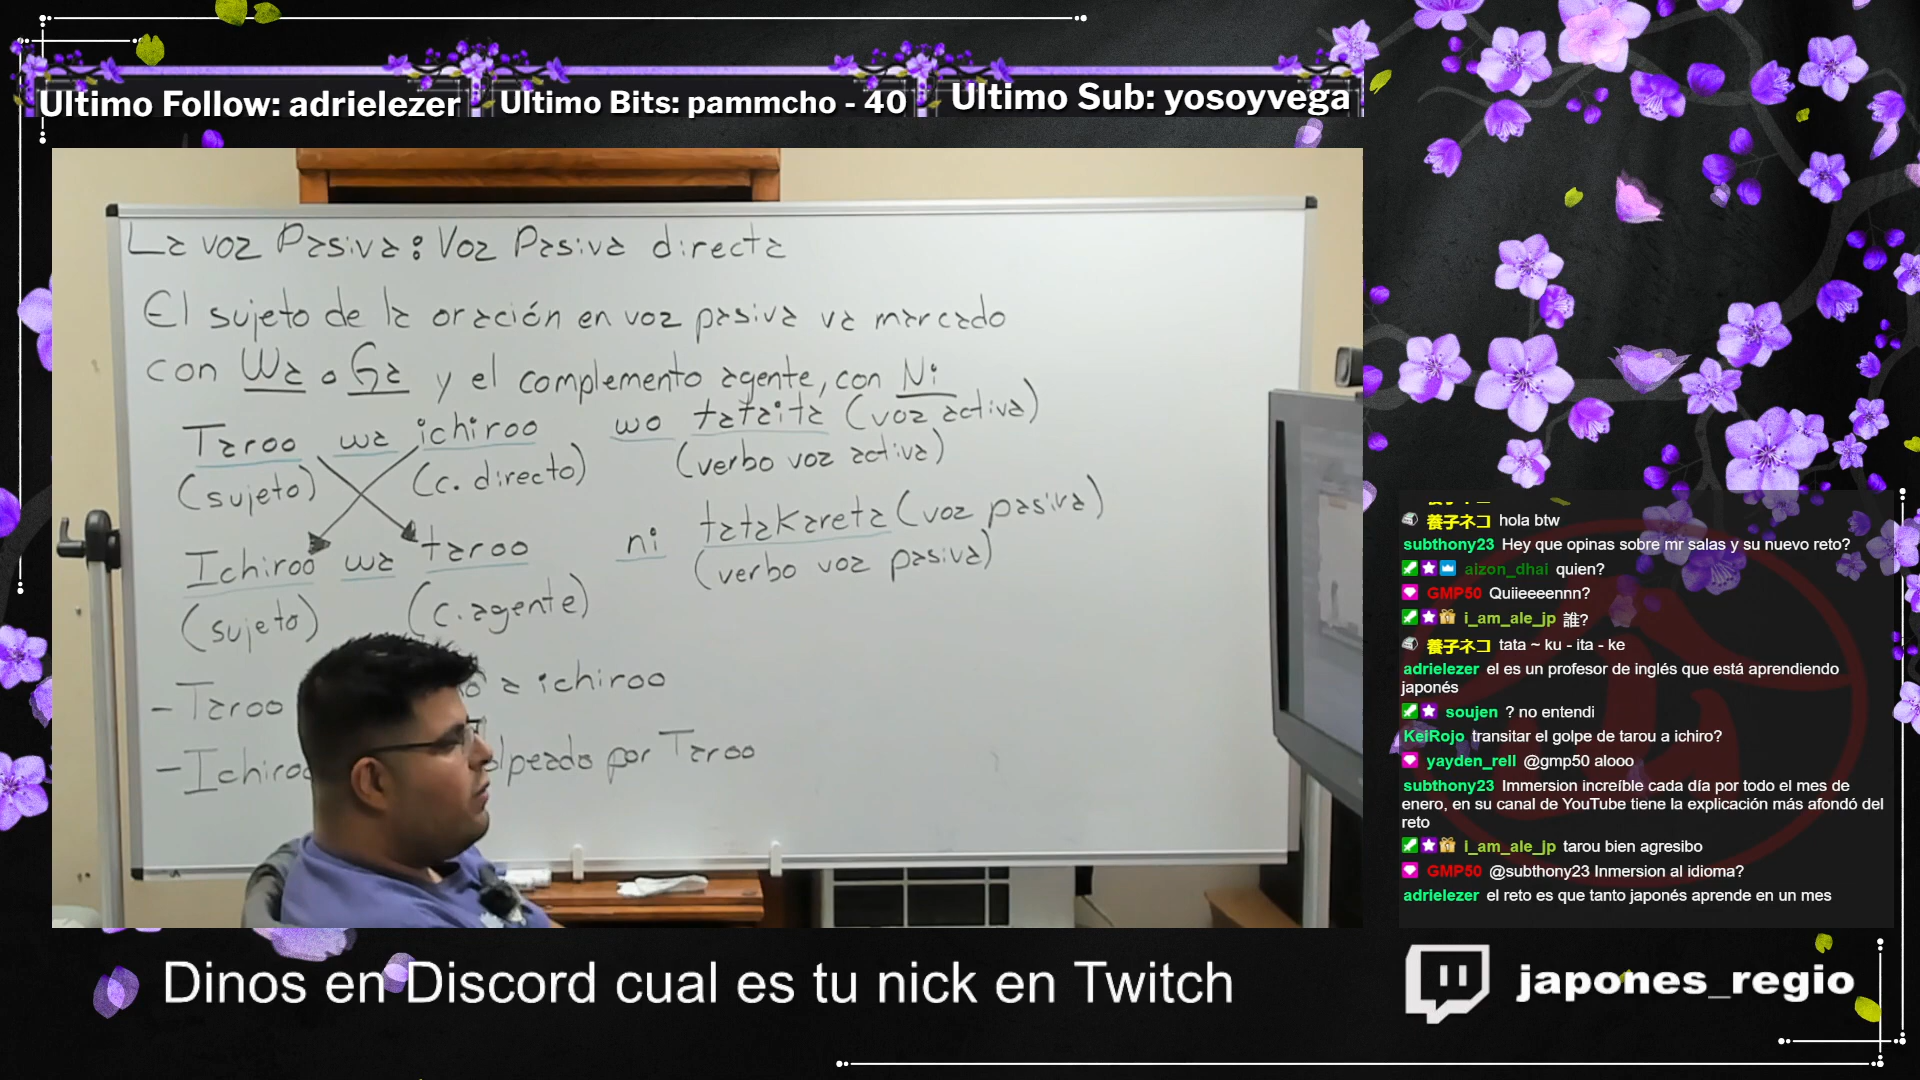 Ultimo Follow: adrielezer
Ultimo Bits: pammcho - 40
Ultimo Sub: yosoyvega
La voz Pasiva: Voz Pasiva directa
El sujeto de la oración en voz pasiva va marcado
con Wa o Ga y el complemento agente, con Ni
Taroo wa ichiroo wo tataita (voz activa)
(sujeto) (c. directo) (verbo voz activa)
Ichiroo wa taroo ni tatakareta (voz pasiva)
(sujeto) (c. agente) (verbo voz pasiva)
- Taroo a ichiroo
- por Taroo
養子ネコ hola btw
subthony23 Hey que opinas sobre mr salas y su nuevo reto?
aizon_dhai quien?
GMP50 Quiieeeennn?
i_am_ale_jp 誰?
養子ネコ tata ~ ku - ita - ke
adrielezer el es un profesor de inglés que está aprendiendo
japonés
soujen ? no entendi
KeiRojo transitar el golpe de tarou a ichiro?
yayden_rell @gmp50 alooo
subthony23 Immersion increíble cada día por todo el mes de
enero, en su canal de YouTube tiene la explicación más afondó del
reto
i_am_ale_jp tarou bien agresibo
GMP50 @subthony23 Inmersion al idioma?
adrielezer el reto es que tanto japonés aprende en un mes
Dinos en Discord cual es tu nick en Twitch
japones_regio